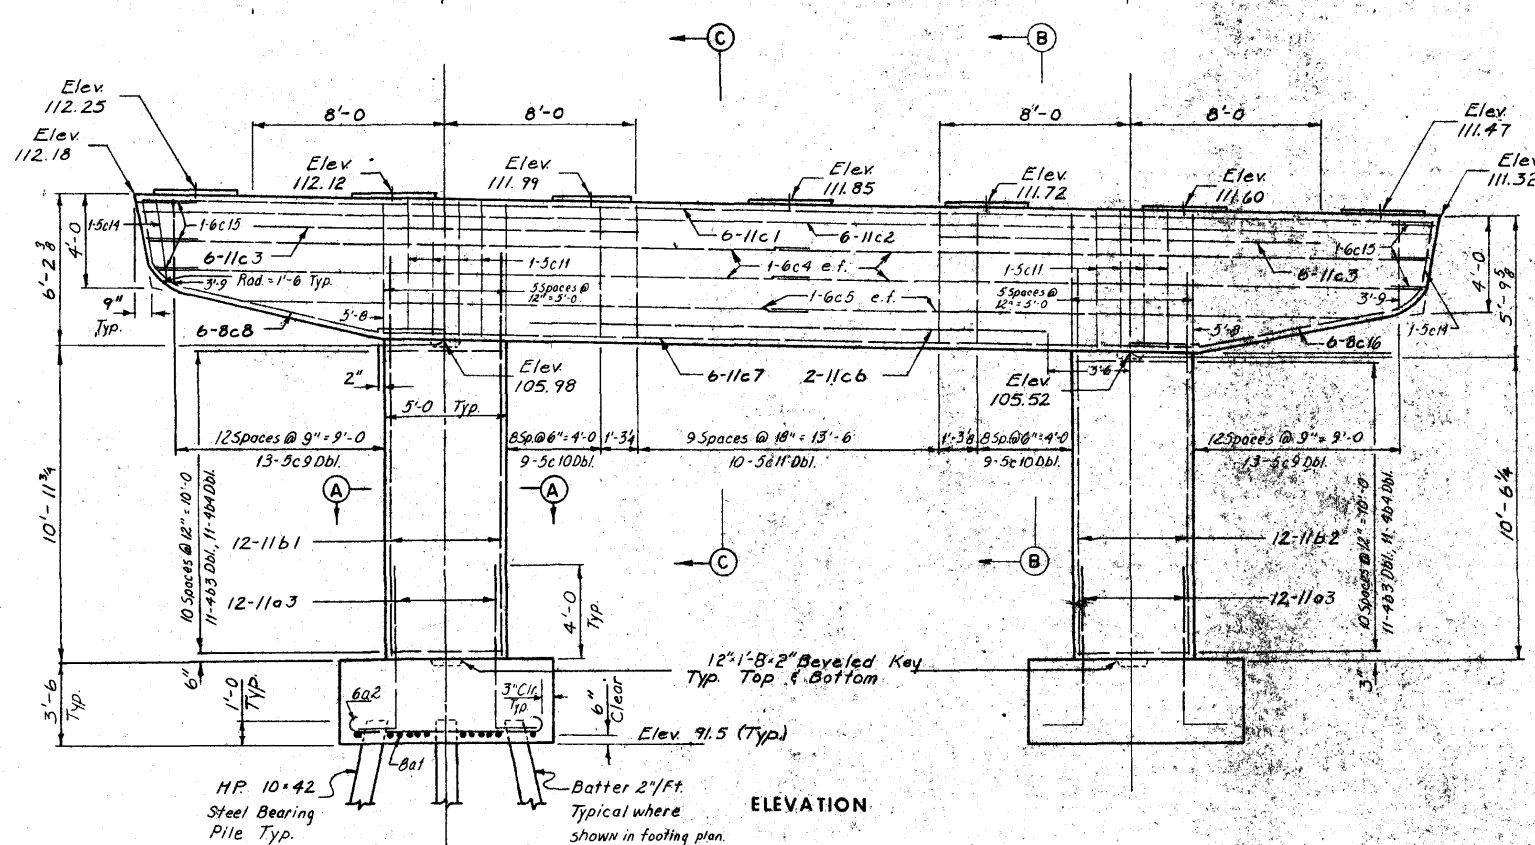 C
B
Elev.
112.25
Elev.
112.18
8'-0
8'-0
8'-0
8'-0
Elev.
111.47
Elev.
111.32
Elev.
112.12
Elev.
111.99
Elev.
111.85
Elev.
111.72
Elev.
111.60
6'-2 3/8
4'-0
1-5c14
1-6c15
6-11c3
3'-9
Rad. = 1'-6 Typ.
9"
Typ.
6-11c1
6-11c2
1-6c4 e.f.
1-6c5 e.f.
1-5c11
1-5c11
5 Spaces @
12" = 5'-0
5 Spaces @
12" = 5'-0
1-6c15
6-11c3
4'-0
5'-9 5/8
3'-9
1-5c14
5'-8
6-8c8
5'-8
6-8c16
2"
Elev.
105.98
6-11c7
2-11c6
Elev.
105.52
3'-6
5'-0 Typ.
12 Spaces @ 9" = 9'-0
13-5c9 Dbl.
8 Sp. @ 6" = 4'-0
9-5c10 Dbl.
9 Spaces @ 18" = 13'-6
10-5c11 Dbl.
8 Sp. @ 6" = 4'-0
9-5c10 Dbl.
12 Spaces @ 9" = 9'-0
13-5c9 Dbl.
A
A
10'-11 3/4
10 Spaces @ 12" = 10'-0
11-4b3 Dbl., 11-4b4 Dbl.
12-11b1
12-11a3
4'-0
Typ.
C
B
12-11b2
12-11a3
10 Spaces @ 12" = 10'-0
11-4b3 Dbl., 11-4b4 Dbl.
10'-6 1/4
12"x1'-8x2" Beveled Key
Typ. Top & Bottom
3'-6
Typ.
6"
1'-0
Typ.
6a2
3" Clr.
Typ.
6"
Clear
3"
Elev. 91.5 (Typ.)
8a1
HP 10x42
Steel Bearing
Pile Typ.
Batter 2"/Ft.
Typical where
shown in footing plan.
ELEVATION